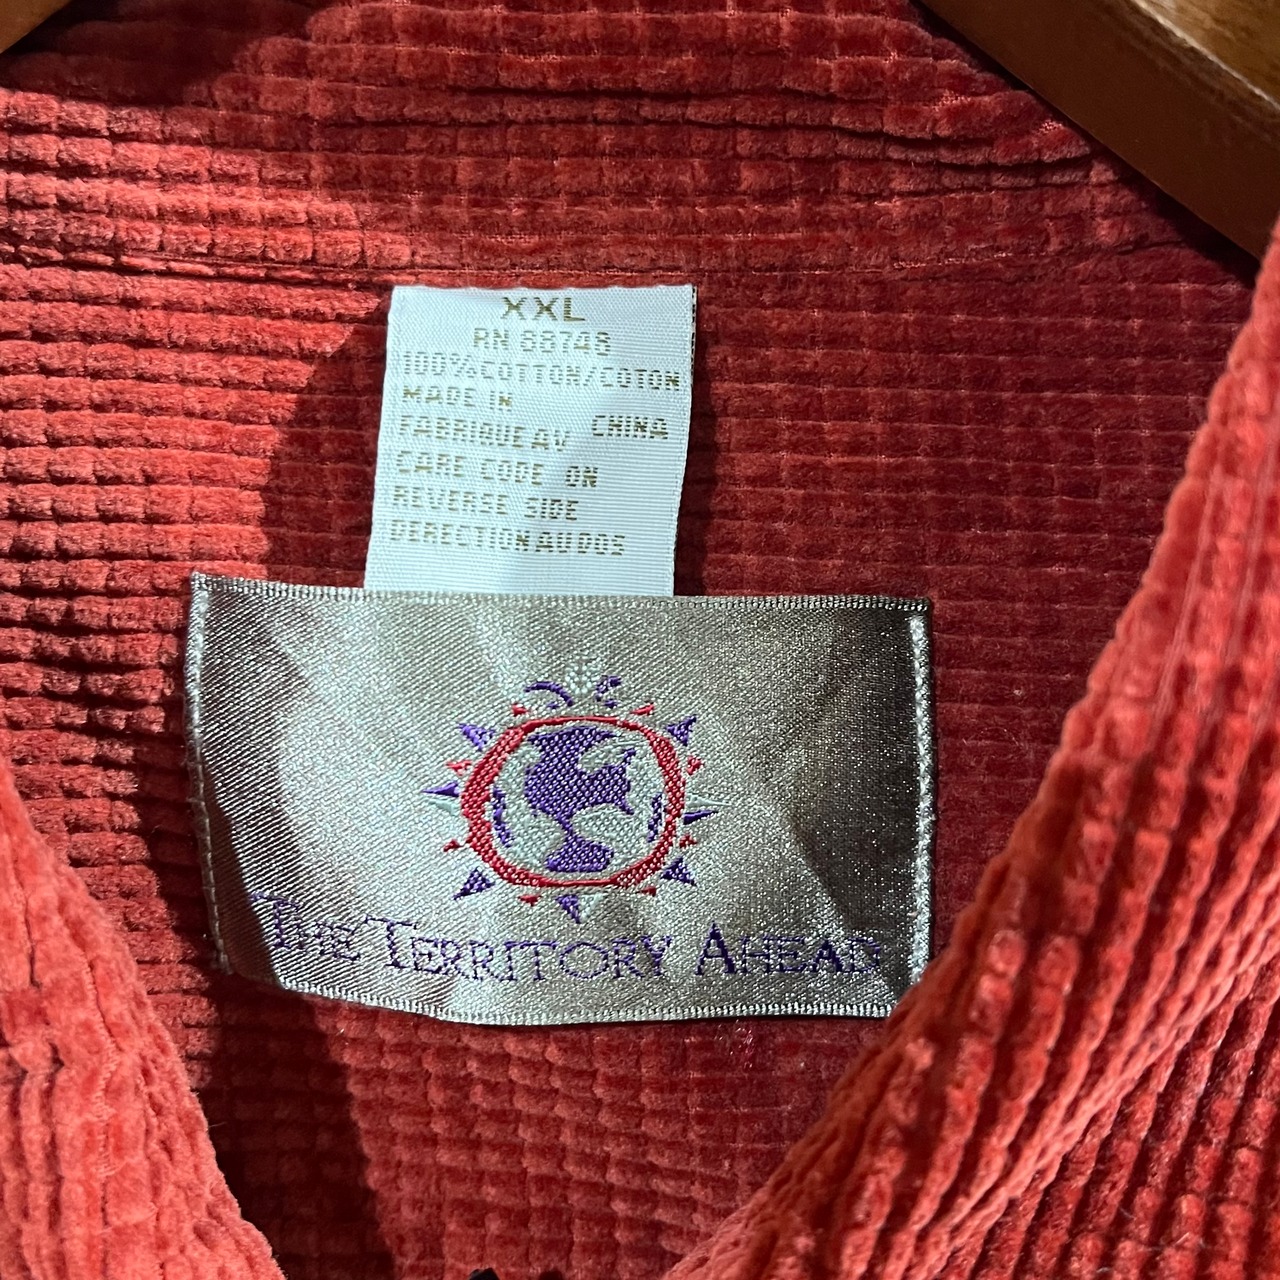 XXL
RN 88748
100%COTTON/COTON
MADE IN
FABRIQUE AV CHINA
CARE CODE ON
REVERSE SIDE
DERECTION AU DOS
THE TERRITORY AHEAD